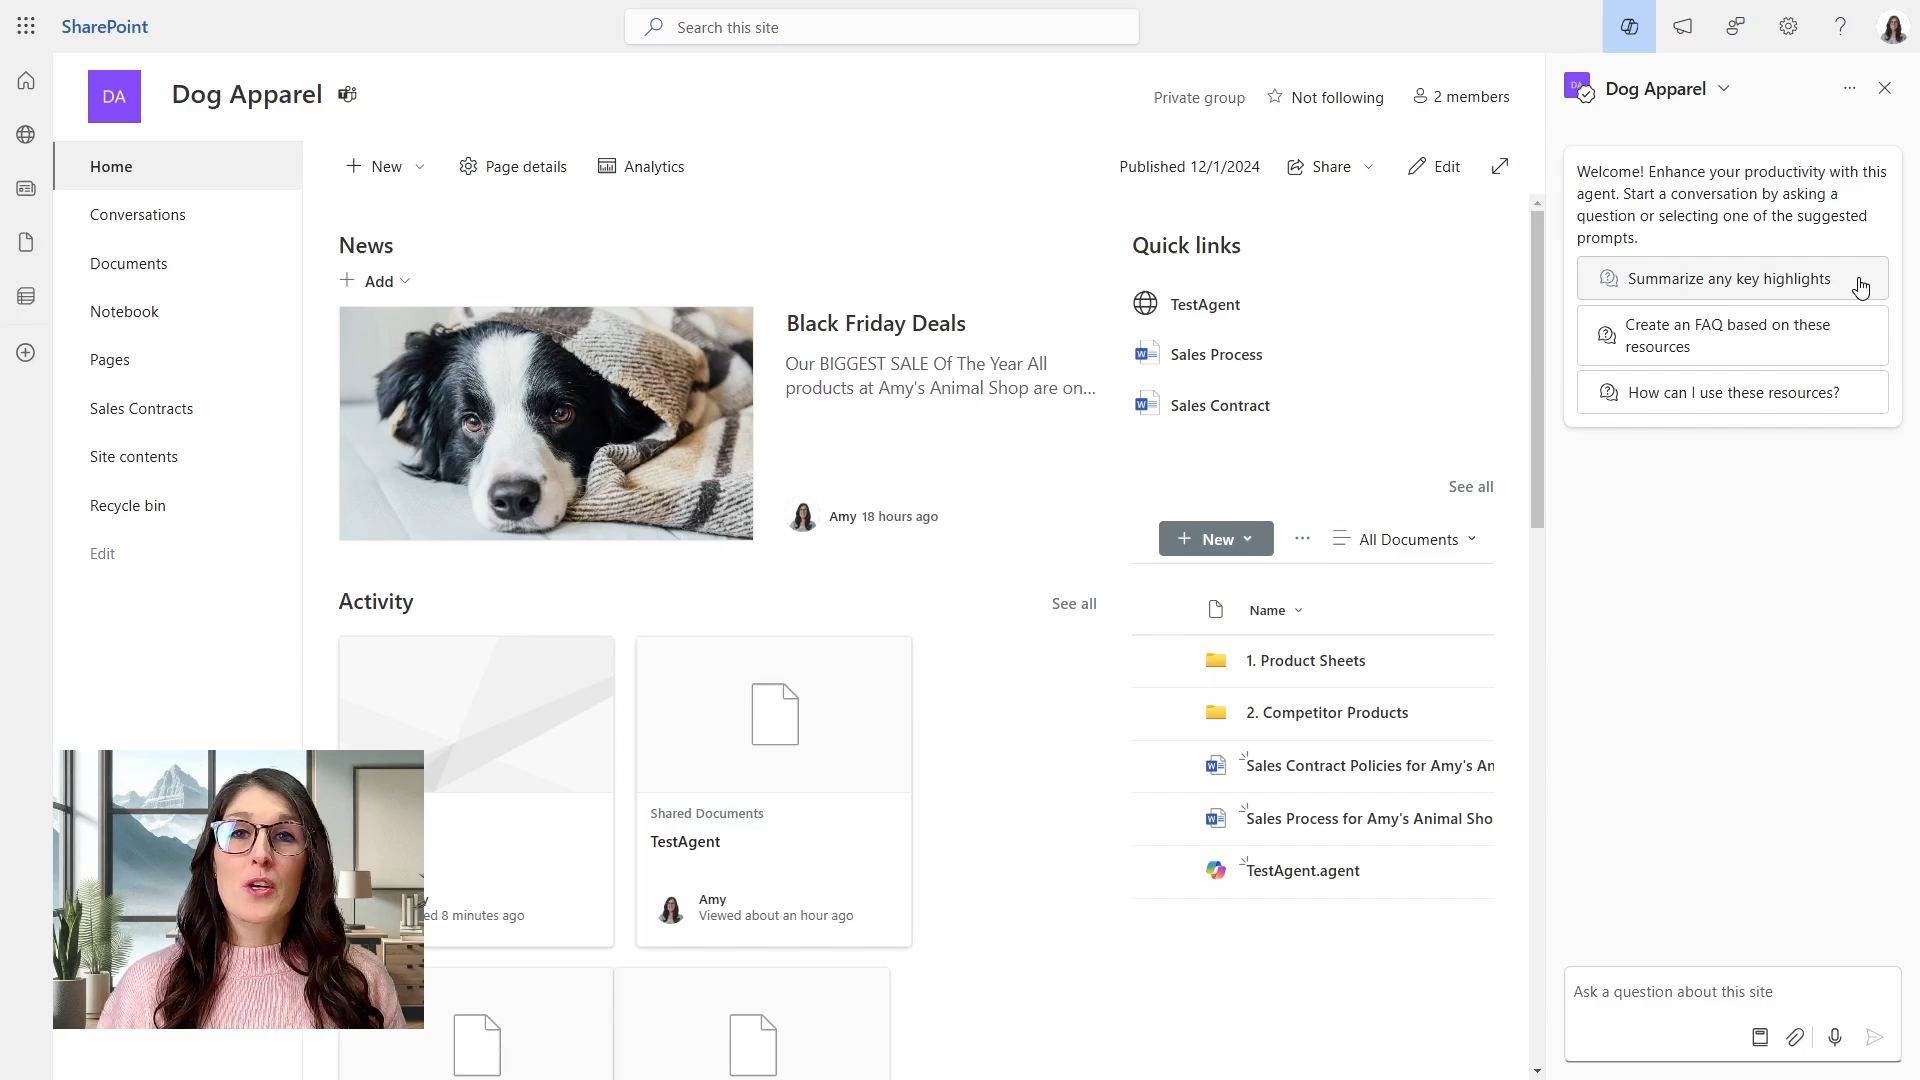 SharePoint
Search this site
DA
Dog Apparel
Private group
Not following
2 members
Home
Conversations
Documents
Notebook
Pages
Sales Contracts
Site contents
Recycle bin
Edit
New
Page details
Analytics
Published 12/1/2024
Share
Edit
News
Add
Black Friday Deals
Our BIGGEST SALE Of The Year All
products at Amy's Animal Shop are on...
Amy 18 hours ago
Activity
See all
ed 8 minutes ago
Shared Documents
TestAgent
Amy
Viewed about an hour ago
Quick links
TestAgent
Sales Process
Sales Contract
See all
New
All Documents
Name
1. Product Sheets
2. Competitor Products
Sales Contract Policies for Amy's An
Sales Process for Amy's Animal Sho
TestAgent.agent
Dog Apparel
Welcome! Enhance your productivity with this
agent. Start a conversation by asking a
question or selecting one of the suggested
prompts.
Summarize any key highlights
Create an FAQ based on these
resources
How can I use these resources?
Ask a question about this site